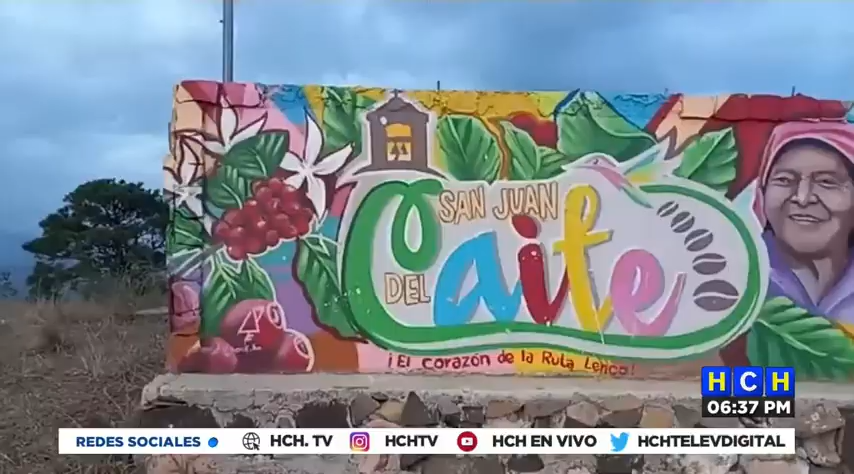 SAN JUAN
DEL
Caite
¡El corazón de la Ruta Lenca!
HCH
06:37 PM
REDES SOCIALES
HCH. TV
HCHTV
HCH EN VIVO
HCHTELEVDIGITAL